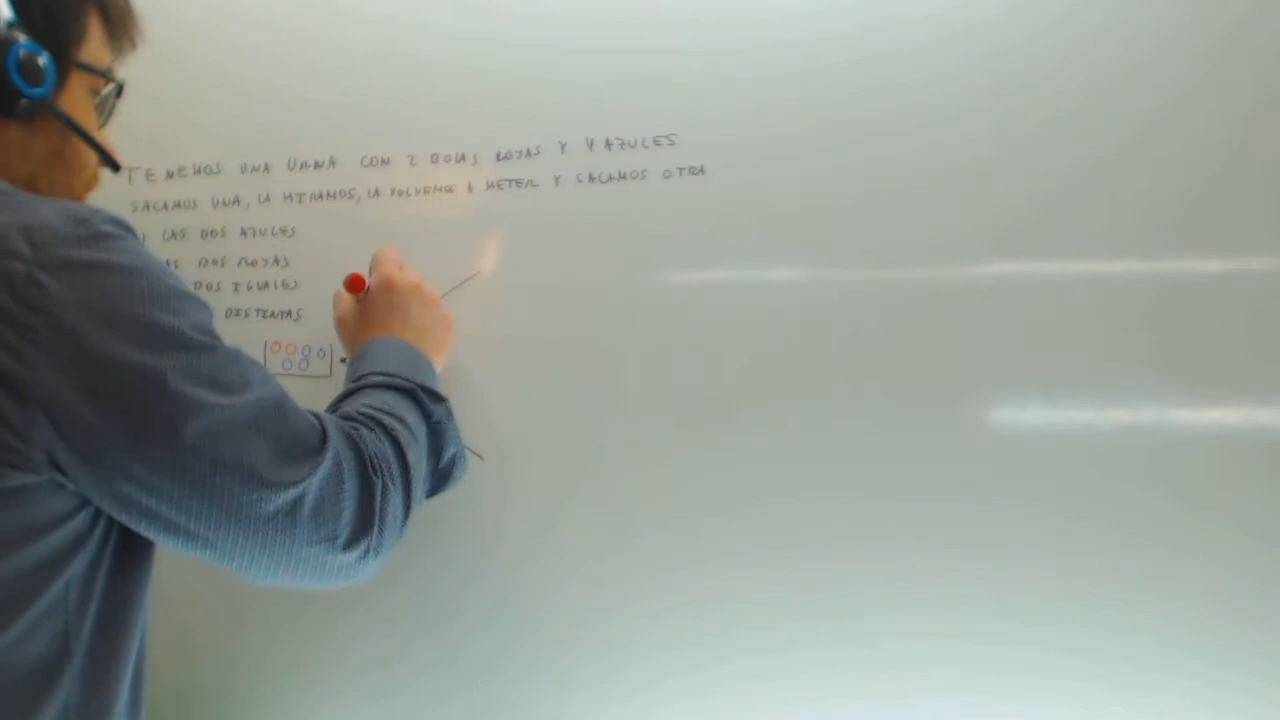 TENEMOS UNA URNA CON 2 BOLAS ROJAS Y 4 AZULES
SACAMOS UNA, LA MIRAMOS, LA VOLVEMOS A METER Y SACAMOS OTRA
LAS DOS AZULES
DOS ROJAS
DOS IGUALES
DISTINTAS